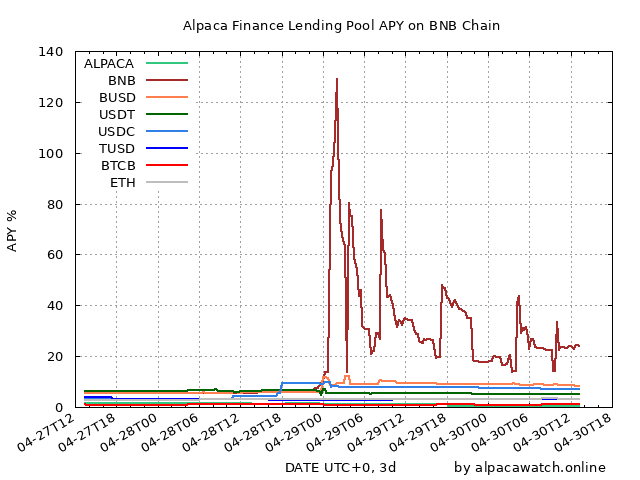 Alpaca Finance Lending Pool APY on BNB Chain
140
120
100
80
60
40
20
0
APY %
ALPACA
BNB
BUSD
USDT
USDC
TUSD
BTCB
ETH
04-27T12
04-27T18
04-28T00
04-28T06
04-28T12
04-28T18
04-29T00
04-29T06
04-29T12
04-29T18
04-30T00
04-30T06
04-30T12
04-30T18
DATE UTC+0, 3d
by alpacawatch.online